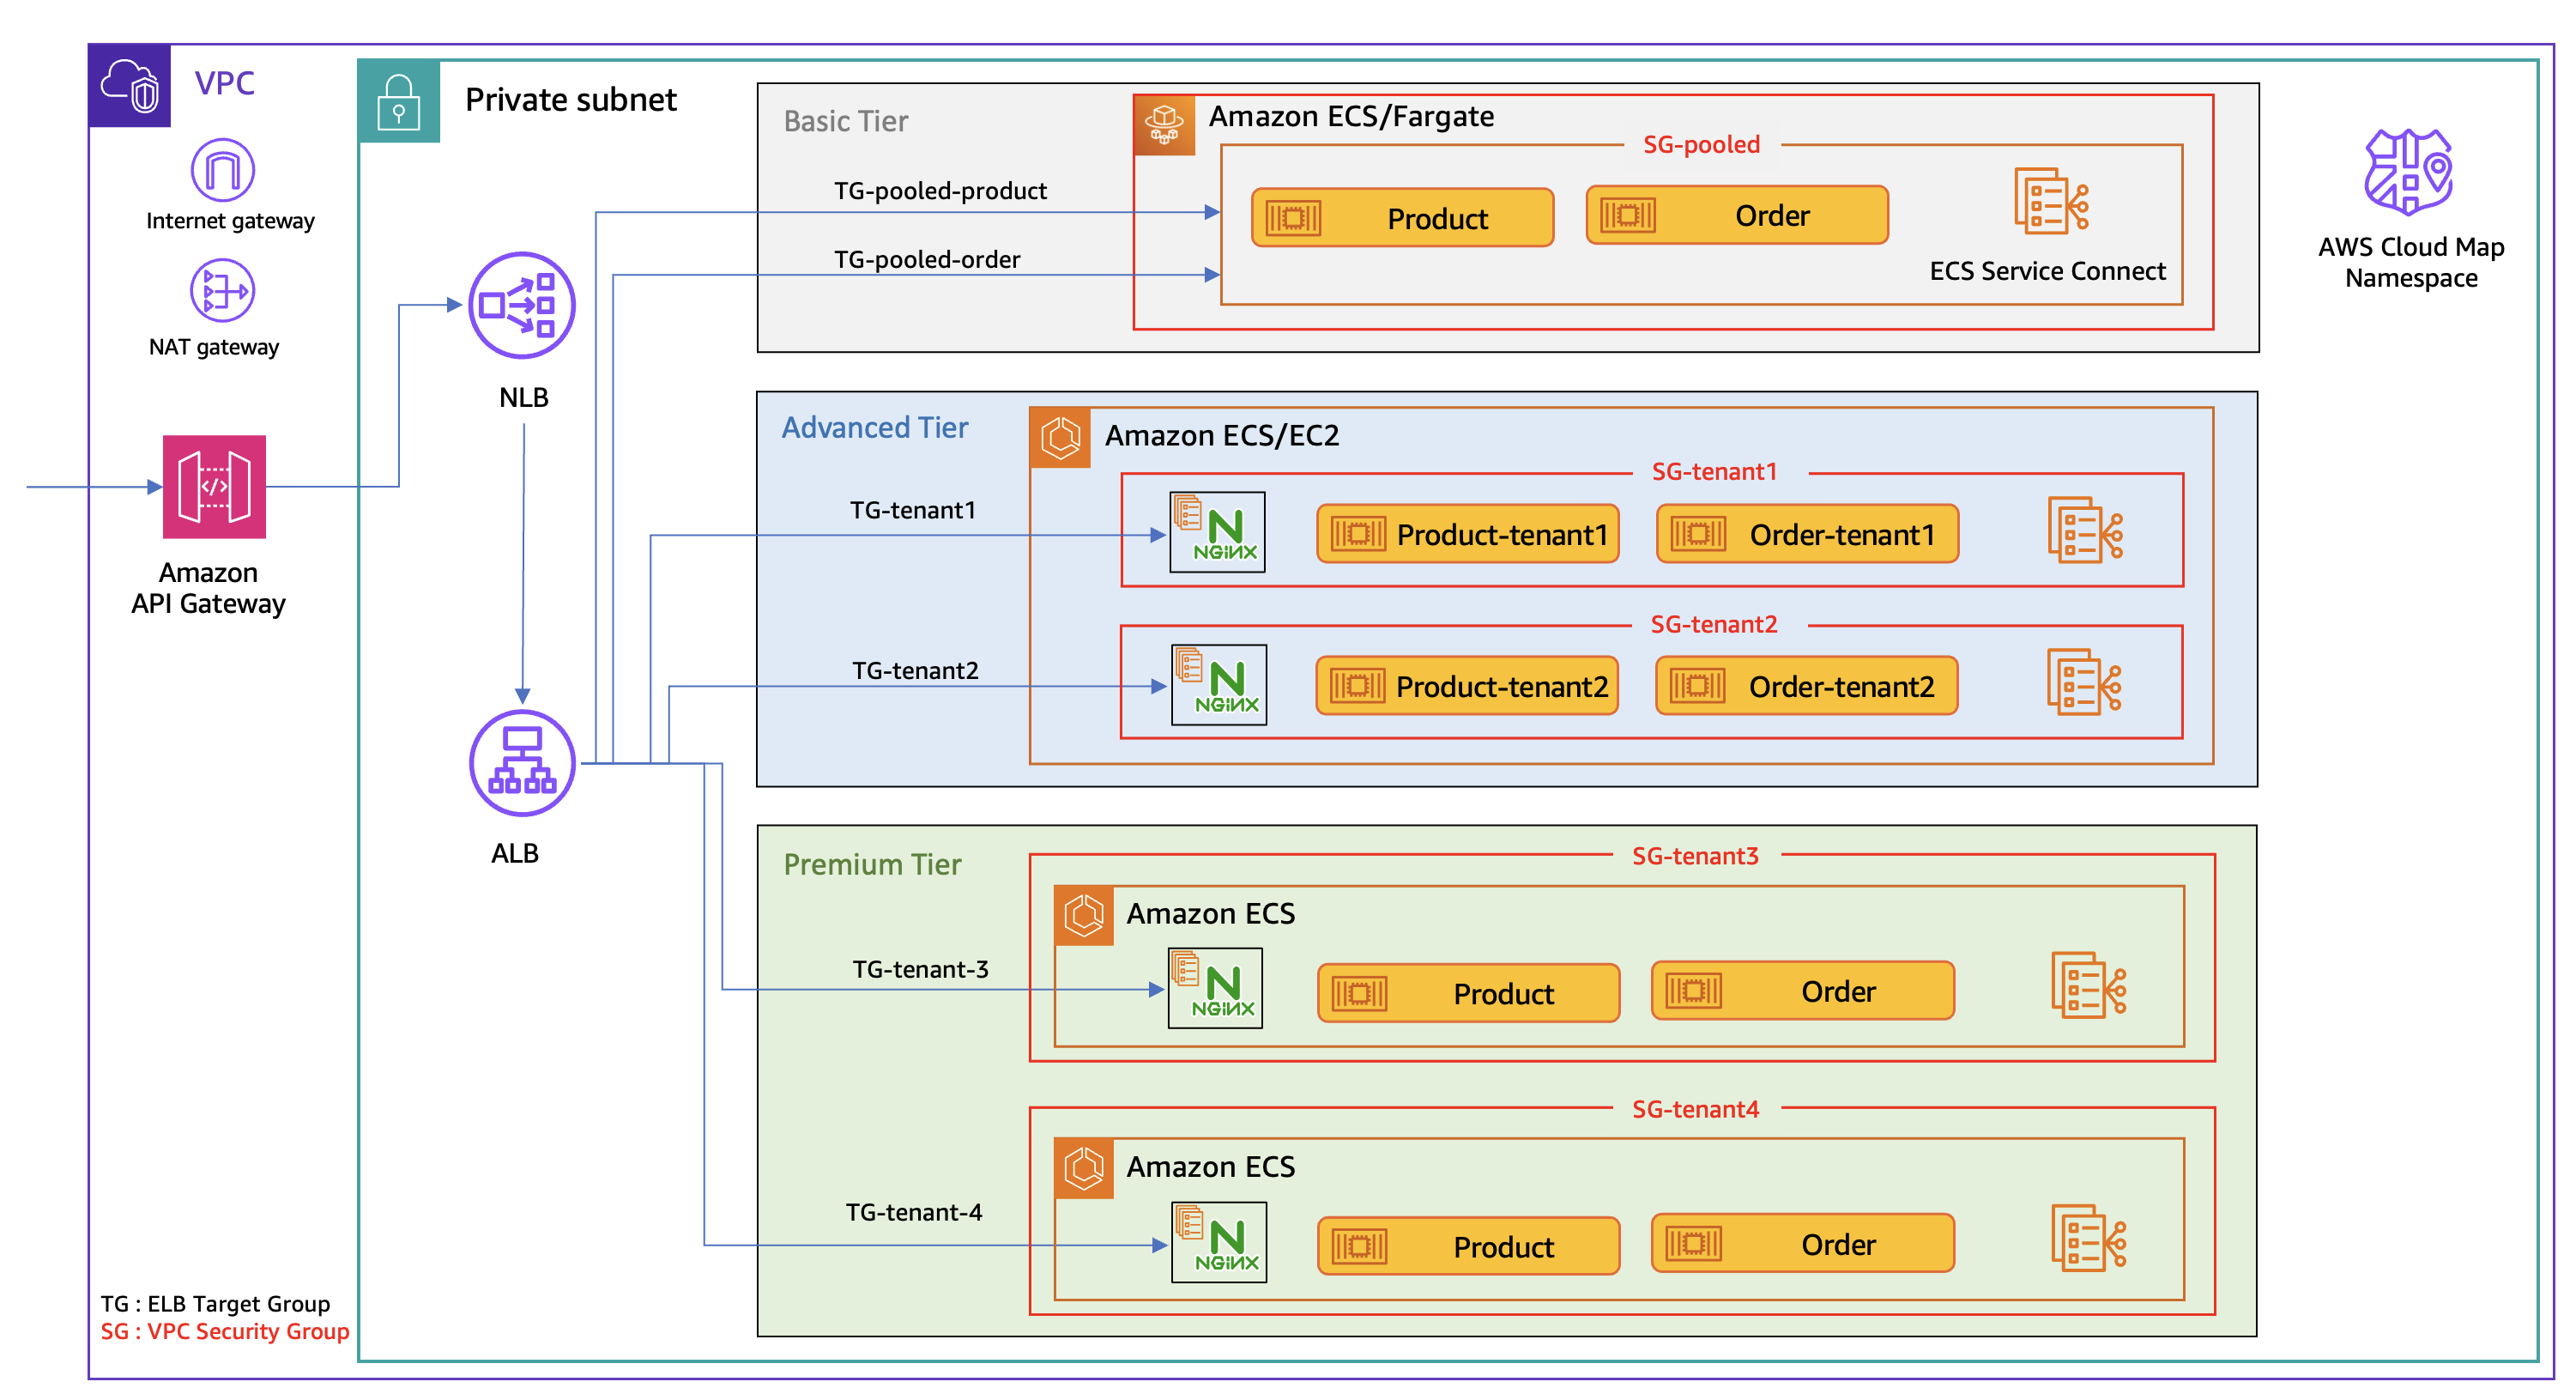 VPC
Private subnet
Internet gateway
NAT gateway
Amazon
API Gateway
NLB
ALB
Basic Tier
Amazon ECS/Fargate
SG-pooled
TG-pooled-product
TG-pooled-order
Product
Order
ECS Service Connect
AWS Cloud Map
Namespace
Advanced Tier
Amazon ECS/EC2
SG-tenant1
TG-tenant1
NGiNX
Product-tenant1
Order-tenant1
SG-tenant2
TG-tenant2
NGiNX
Product-tenant2
Order-tenant2
Premium Tier
SG-tenant3
Amazon ECS
TG-tenant-3
NGiNX
Product
Order
SG-tenant4
Amazon ECS
TG-tenant-4
NGiNX
Product
Order
TG : ELB Target Group
SG : VPC Security Group